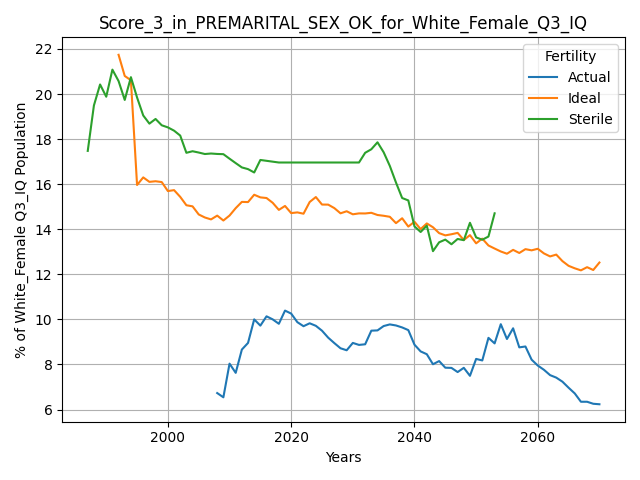 Score_3_in_PREMARITAL_SEX_OK_for_White_Female_Q3_IQ
% of White_Female Q3_IQ Population
22
20
18
16
14
12
10
8
6
Fertility
Actual
Ideal
Sterile
2000
2020
2040
2060
Years